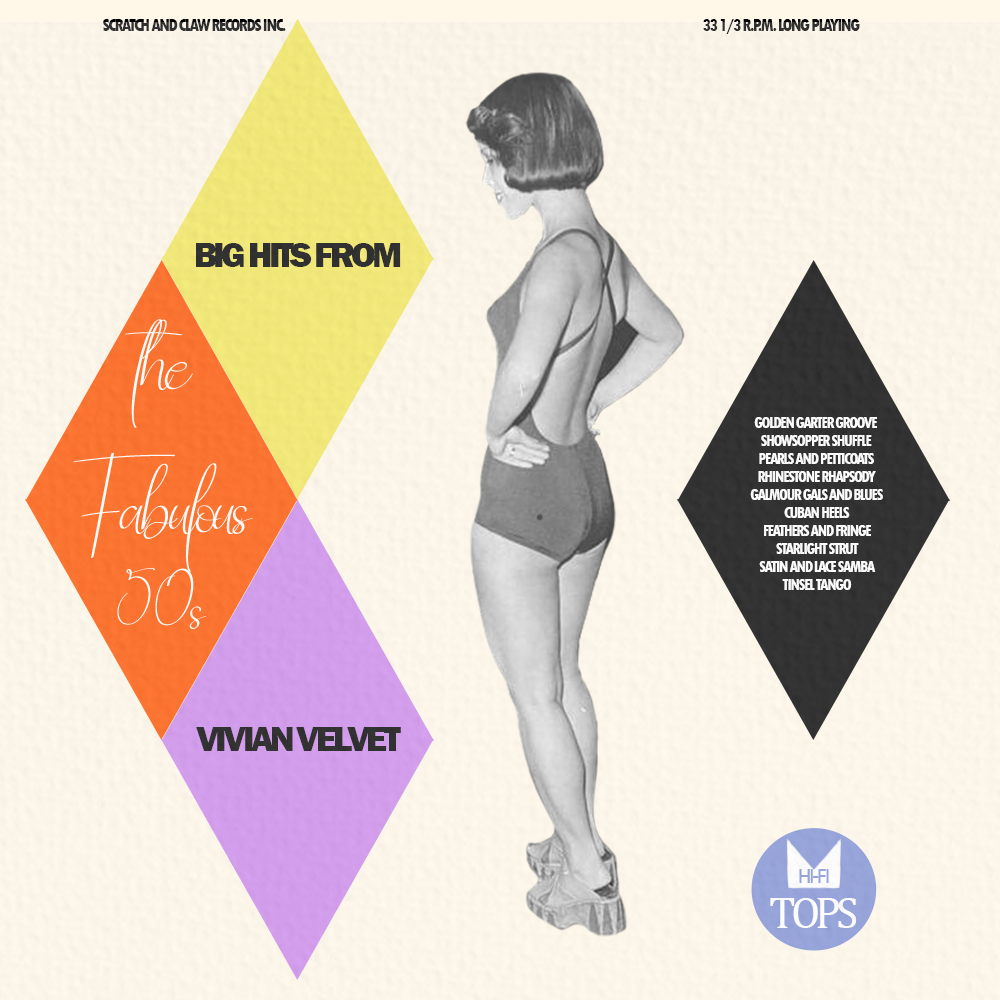 SCRATCH AND CLAW RECORDS INC.
33 1/3 R.P.M. LONG PLAYING
BIG HITS FROM
The
Fabulous
50s
VIVIAN VELVET
GOLDEN GARTER GROOVE
SHOWSOPPER SHUFFLE
PEARLS AND PETTICOATS
RHINESTONE RHAPSODY
GALMOUR GALS AND BLUES
CUBAN HEELS
FEATHERS AND FRINGE
STARLIGHT STRUT
SATIN AND LACE SAMBA
TINSEL TANGO
HI-FI
TOPS